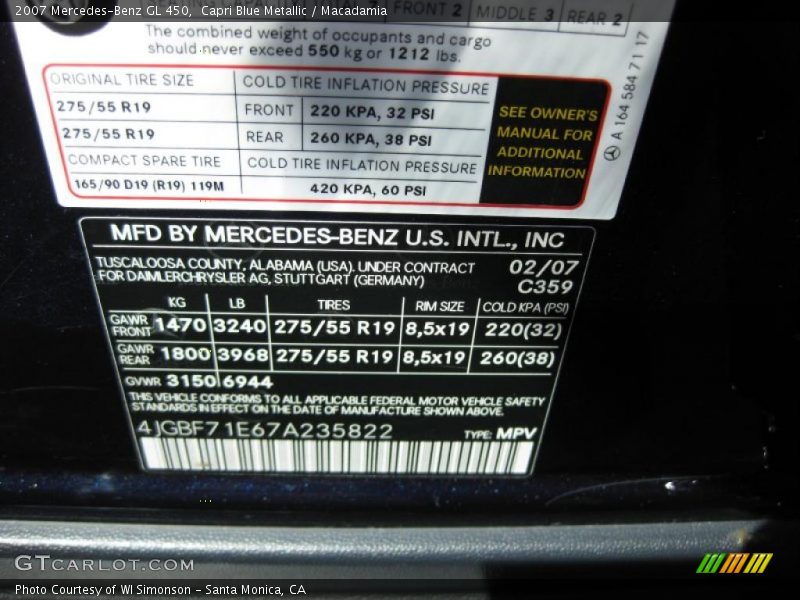 2007 Mercedes-Benz GL 450, Capri Blue Metallic / Macadamia
FRONT 2 MIDDLE 3 REAR 2
The combined weight of occupants and cargo
should never exceed 550 kg or 1212 lbs.
ORIGINAL TIRE SIZE COLD TIRE INFLATION PRESSURE
275/55 R19 FRONT 220 KPA, 32 PSI
275/55 R19 REAR 260 KPA, 38 PSI
COMPACT SPARE TIRE COLD TIRE INFLATION PRESSURE
165/90 D19 (R19) 119M 420 KPA, 60 PSI
SEE OWNER'S
MANUAL FOR
ADDITIONAL
INFORMATION
A 164 584 71 17
MFD BY MERCEDES-BENZ U.S. INTL., INC
TUSCALOOSA COUNTY, ALABAMA (USA). UNDER CONTRACT 02/07
FOR DAIMLERCHRYSLER AG, STUTTGART (GERMANY) C359
KG LB TIRES RIM SIZE COLD KPA (PSI)
GAWR FRONT 1470 3240 275/55 R19 8,5x19 220(32)
GAWR REAR 1800 3968 275/55 R19 8,5x19 260(38)
GVWR 3150 6944
THIS VEHICLE CONFORMS TO ALL APPLICABLE FEDERAL MOTOR VEHICLE SAFETY
STANDARDS IN EFFECT ON THE DATE OF MANUFACTURE SHOWN ABOVE.
4JGBF71E67A235822 TYPE: MPV
GTCARLOT.COM
Photo Courtesy of WI Simonson - Santa Monica, CA